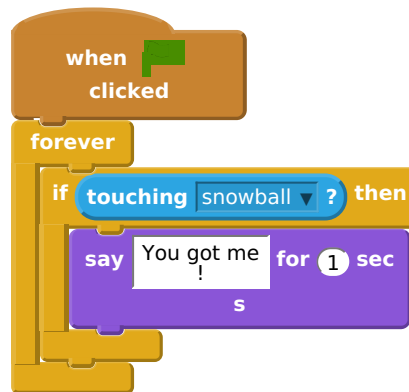 when
clicked
forever
if touching snowball ? then
say You got me for 1 sec
!
s